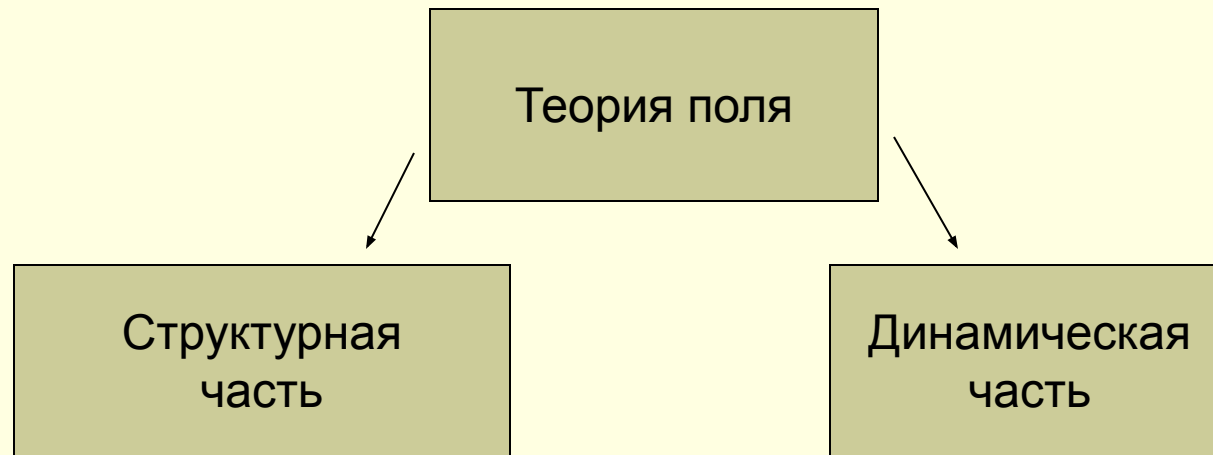 Теория поля
Структурная
часть
Динамическая
часть